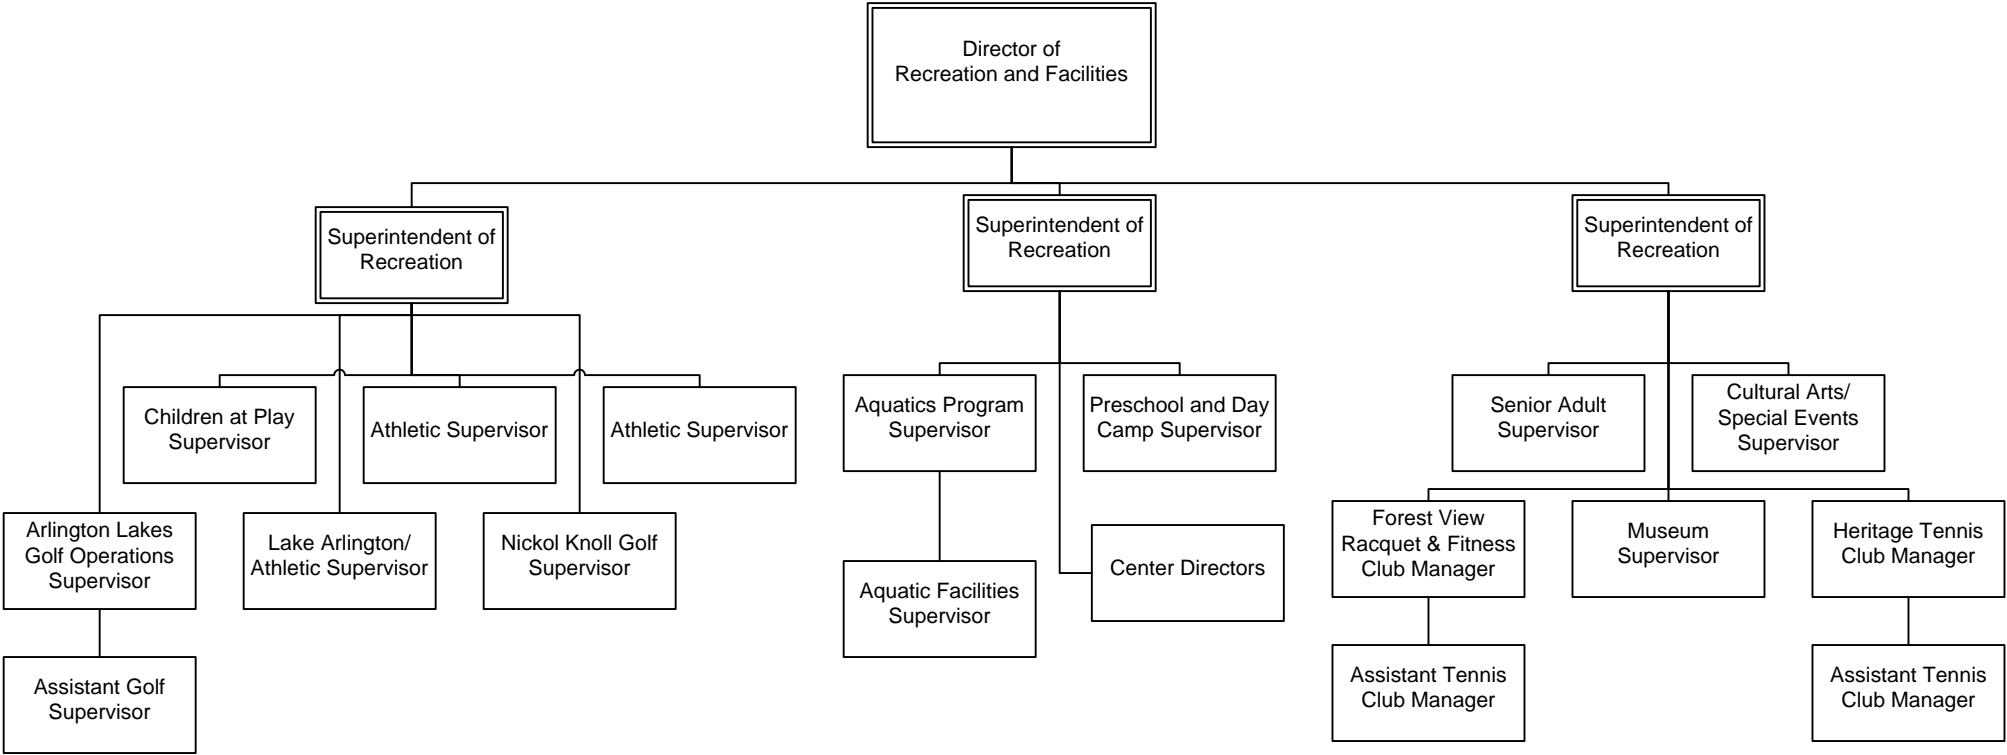 Director of
Recreation and Facilities
Superintendent of
Recreation
Superintendent of
Recreation
Superintendent of
Recreation
Children at Play
Supervisor
Athletic Supervisor
Athletic Supervisor
Aquatics Program
Supervisor
Preschool and Day
Camp Supervisor
Senior Adult
Supervisor
Cultural Arts/
Special Events
Supervisor
Arlington Lakes
Golf Operations
Supervisor
Lake Arlington/
Athletic Supervisor
Nickol Knoll Golf
Supervisor
Aquatic Facilities
Supervisor
Center Directors
Forest View
Racquet & Fitness
Club Manager
Museum
Supervisor
Heritage Tennis
Club Manager
Assistant Golf
Supervisor
Assistant Tennis
Club Manager
Assistant Tennis
Club Manager